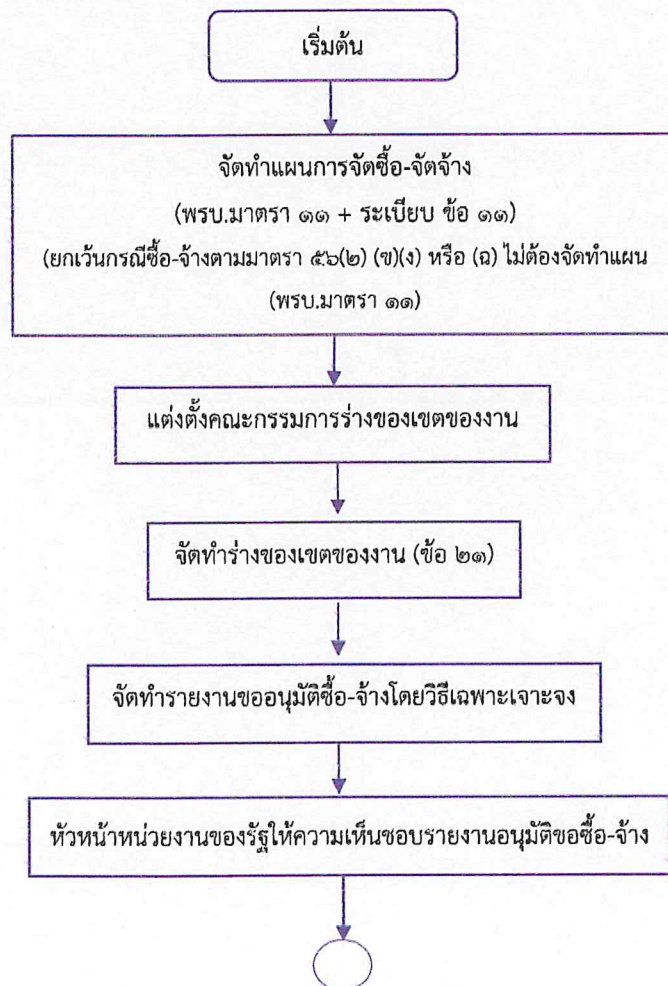 เริ่มต้น
จัดทำแผนการจัดซื้อ-จัดจ้าง
(พรบ.มาตรา ๑๑ + ระเบียบ ข้อ ๑๑)
(ยกเว้นกรณีซื้อ-จ้างตามมาตรา ๕๖(๒) (ข)(ง) หรือ (ฉ) ไม่ต้องจัดทำแผน
(พรบ.มาตรา ๑๑)
แต่งตั้งคณะกรรมการร่างของเขตของงาน
จัดทำร่างของเขตของงาน (ข้อ ๒๑)
จัดทำรายงานขออนุมัติซื้อ-จ้างโดยวิธีเฉพาะเจาะจง
หัวหน้าหน่วยงานของรัฐให้ความเห็นชอบรายงานอนุมัติขอซื้อ-จ้าง